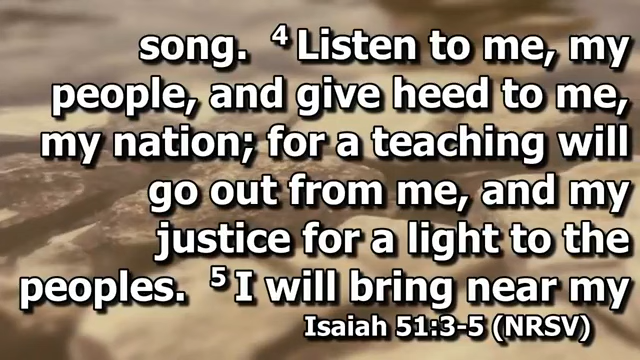 song. ⁴ Listen to me, my
people, and give heed to me,
my nation; for a teaching will
go out from me, and my
justice for a light to the
peoples. ⁵ I will bring near my
Isaiah 51:3-5 (NRSV)